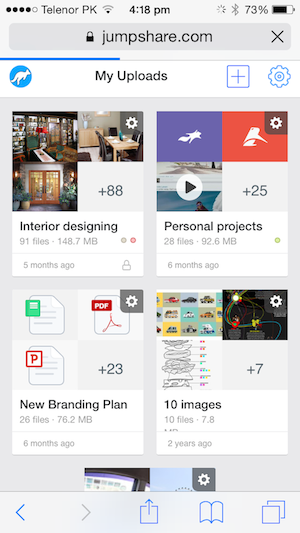 Telenor PK 4:18 pm 73%
jumpshare.com
My Uploads
+88
+25
Interior designing
91 files · 148.7 MB
5 months ago
Personal projects
28 files · 92.6 MB
6 months ago
PDF
P
+23
+7
New Branding Plan
26 files · 76.2 MB
6 months ago
10 images
10 files · 7.8
2 years ago